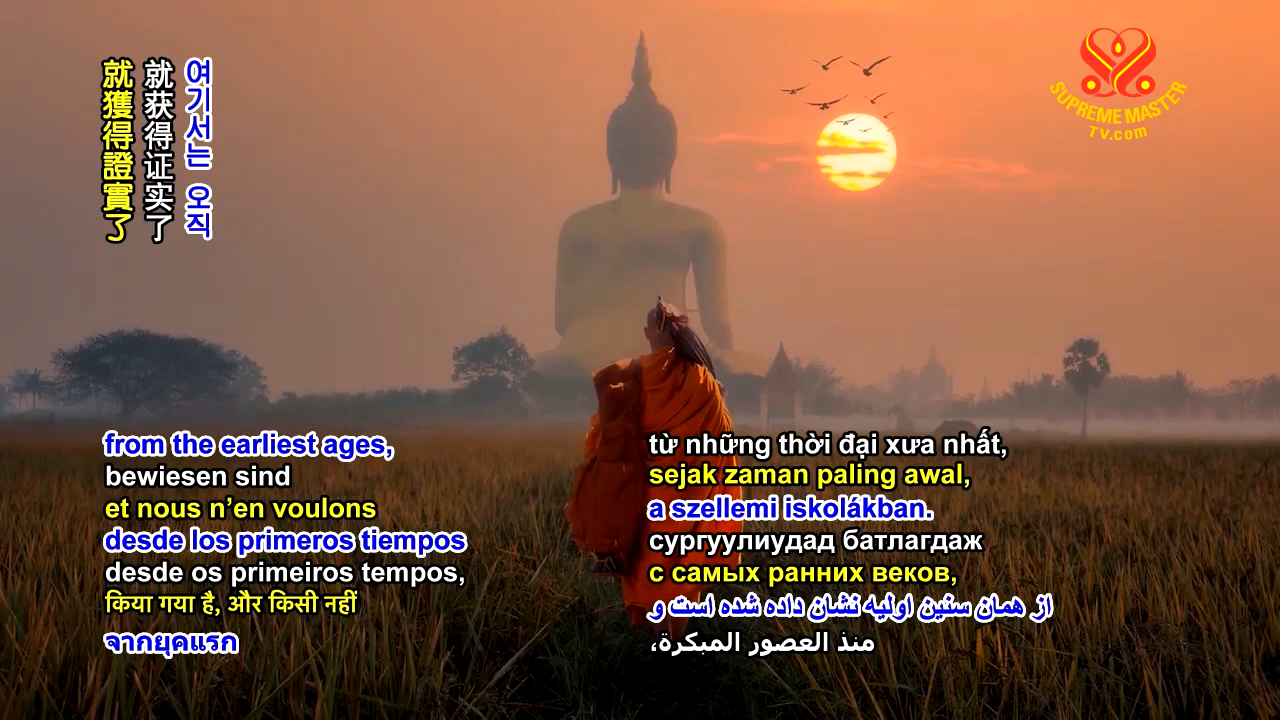 여기서는 오직
就获得证实了
就獲得證實了
SUPREME MASTER
TV.com
from the earliest ages,
bewiesen sind
et nous n’en voulons
desde los primeros tiempos
desde os primeiros tempos,
किया गया है, और किसी नहीं
จากยุคแรก
từ những thời đại xưa nhất,
sejak zaman paling awal,
a szellemi iskolákban.
сургуулиудад батлагдаж
с самых ранних веков,
از همان سنین اولیه نشان داده شده است و
منذ العصور المبكرة،